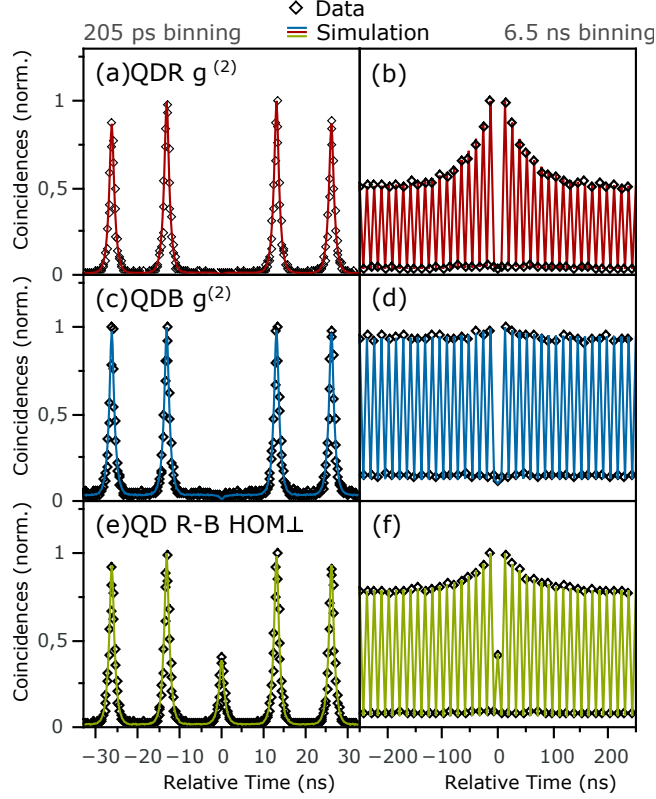 Data
205 ps binning
Simulation
6.5 ns binning
(a)QDR g (2)
(b)
Coincidences (norm.)
1
0,5
0
(c)QDB g(2)
(d)
Coincidences (norm.)
1
0,5
0
(e)QD R-B HOM⊥
(f)
Coincidences (norm.)
1
0,5
0
−30 −20 −10 0 10 20 30
−200 −100 0 100 200
Relative Time (ns)
Relative Time (ns)